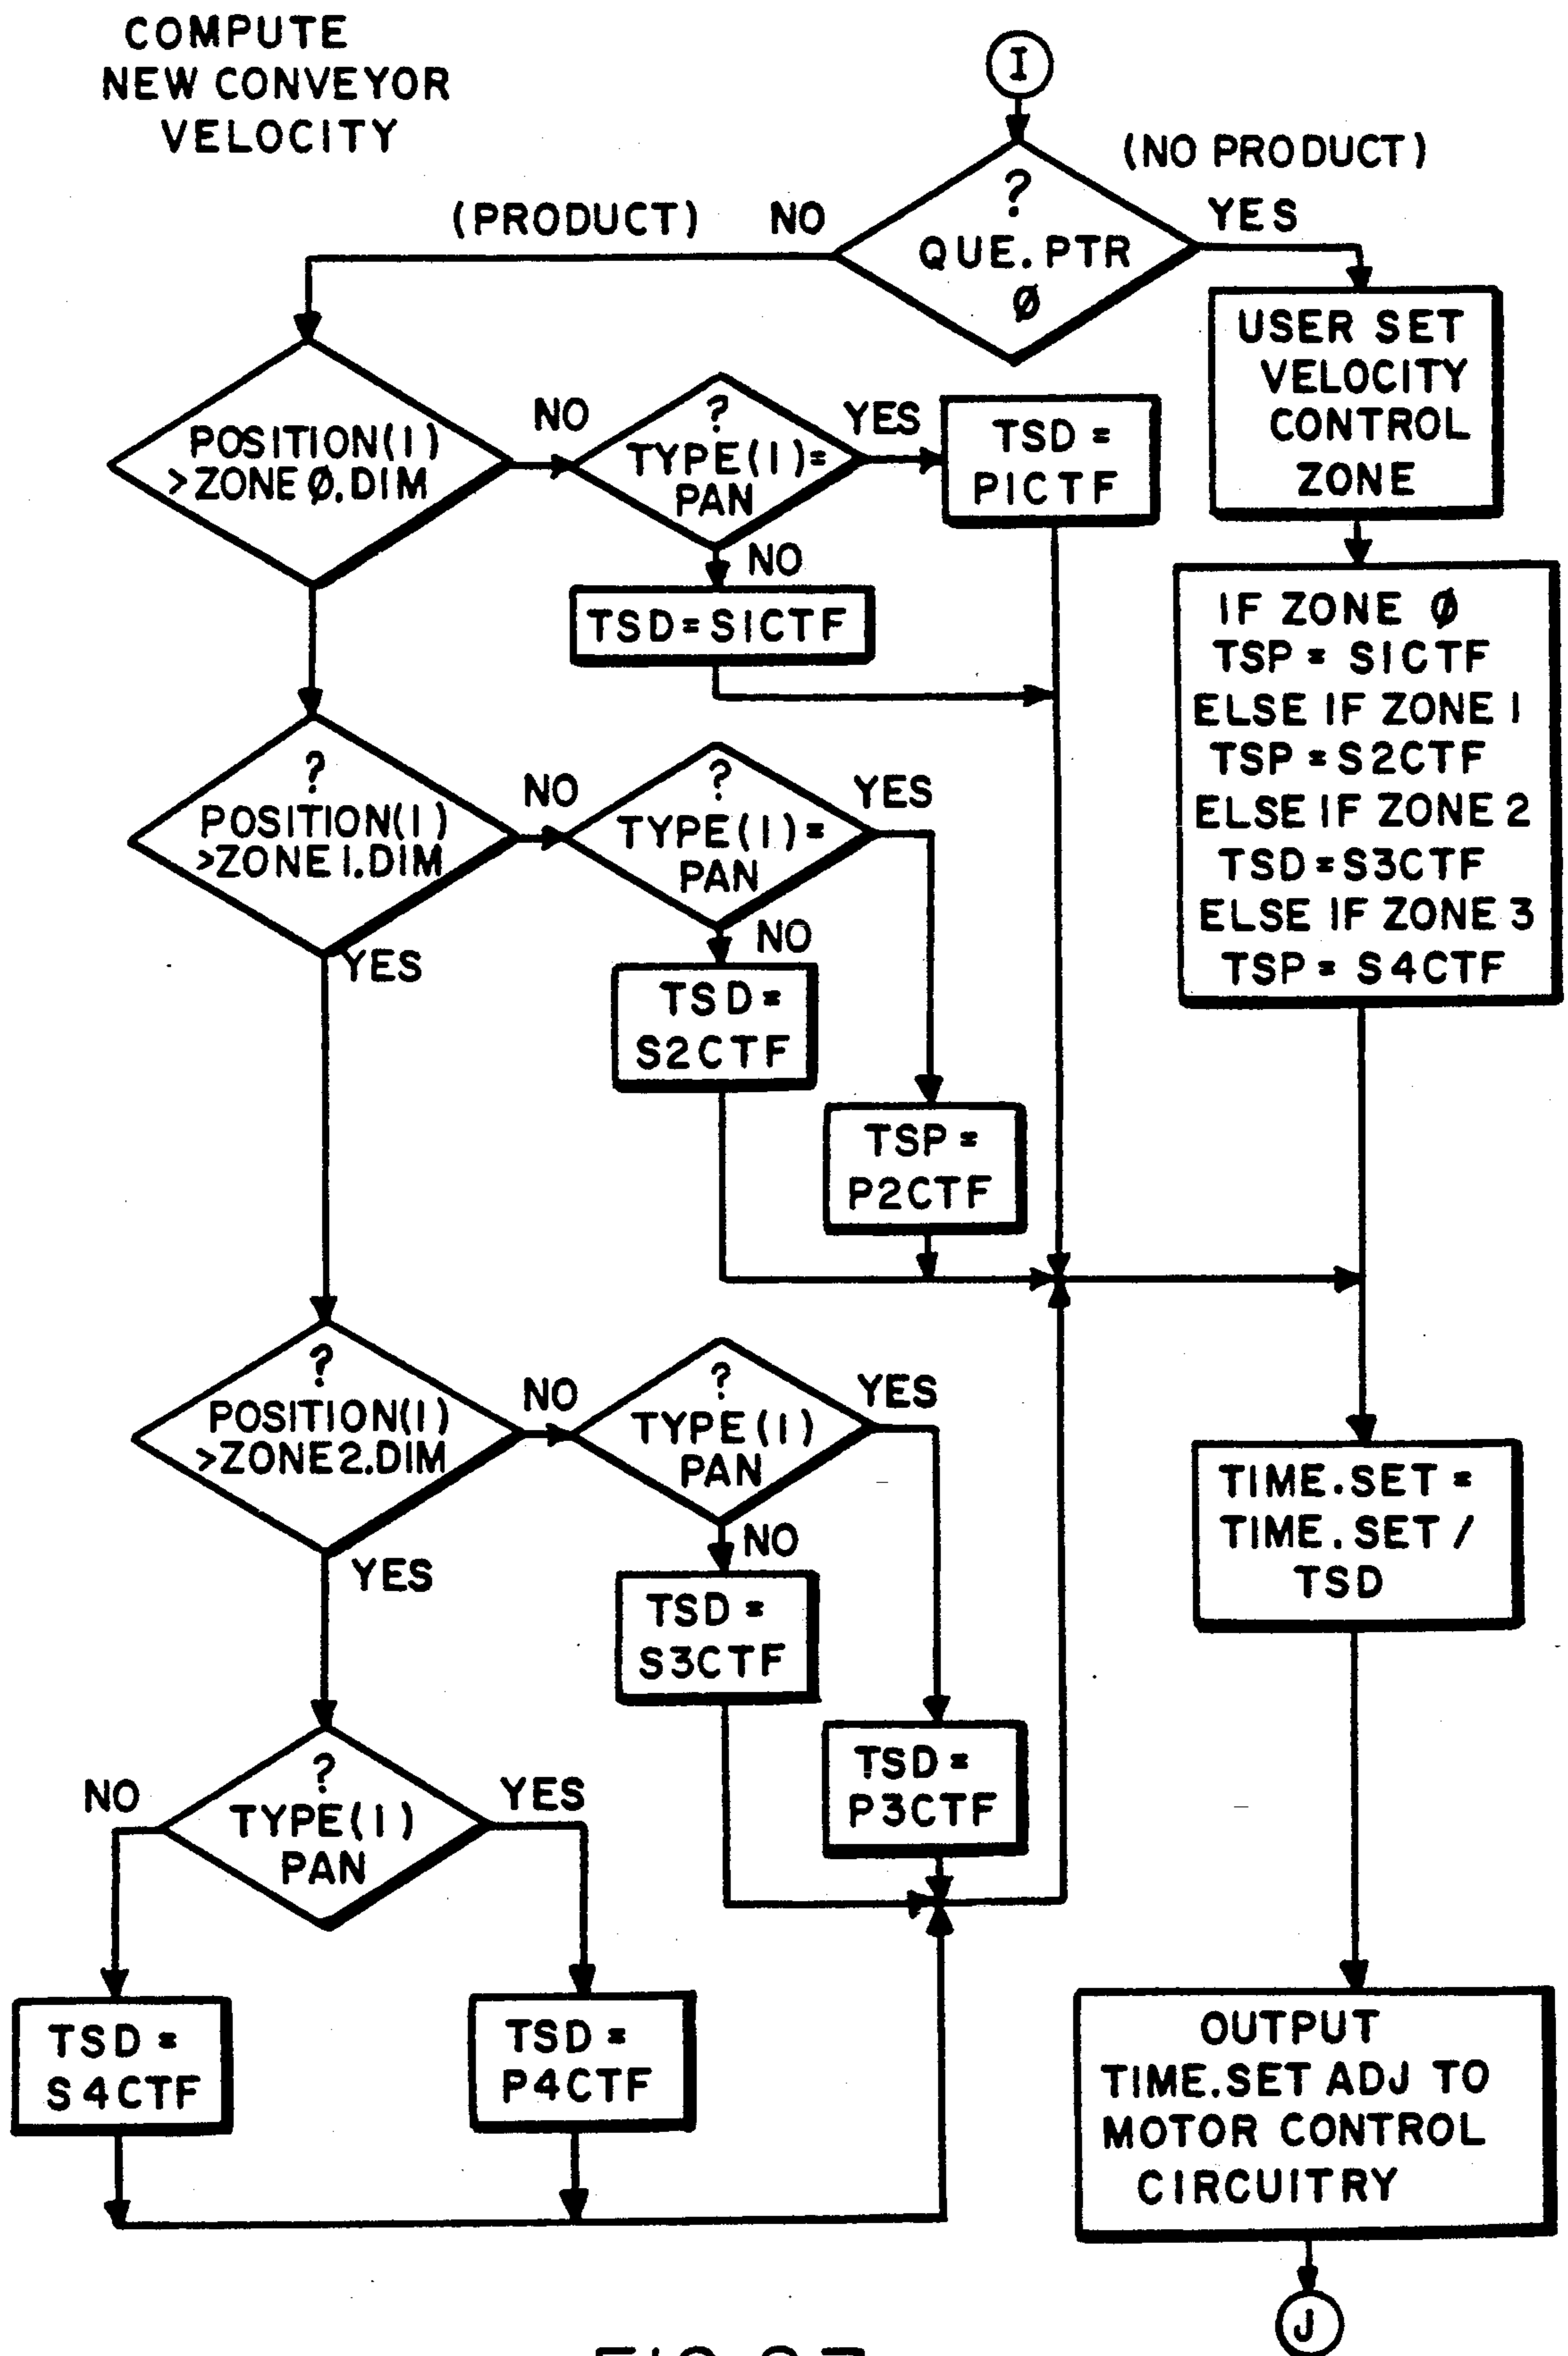 COMPUTE
NEW CONVEYOR
VELOCITY
I
(NO PRODUCT)
(PRODUCT) NO
YES
?
QUE.PTR
Ø
USER SET
VELOCITY
CONTROL
ZONE
POSITION(1)
>ZONE Ø.DIM
NO
?
TYPE(1)=
PAN
YES
TSD =
P1CTF
NO
TSD=S1CTF
IF ZONE Ø
TSP = S1CTF
ELSE IF ZONE 1
TSP = S2CTF
ELSE IF ZONE 2
TSD=S3CTF
ELSE IF ZONE 3
TSP = S4CTF
?
POSITION(1)
>ZONE 1.DIM
NO
?
TYPE(1)=
PAN
YES
YES
NO
TSD =
S2CTF
TSP =
P2CTF
?
POSITION(1)
>ZONE2.DIM
NO
?
TYPE(1)
PAN
YES
TIME.SET =
TIME.SET /
TSD
YES
NO
TSD =
S3CTF
TSD =
P3CTF
NO
?
TYPE(1)
PAN
YES
TSD =
S4CTF
TSD =
P4CTF
OUTPUT
TIME.SET ADJ TO
MOTOR CONTROL
CIRCUITRY
J